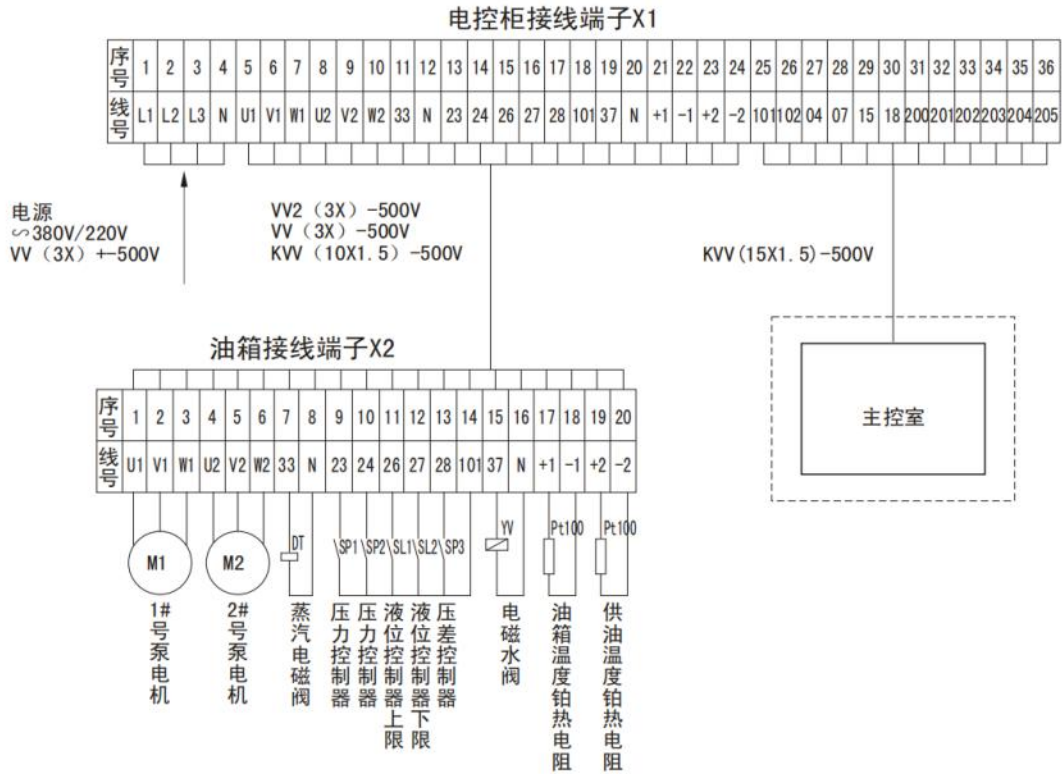 电控柜接线端子X1
序号 1 2 3 4 5 6 7 8 9 10 11 12 13 14 15 16 17 18 19 20 21 22 23 24 25 26 27 28 29 30 31 32 33 34 35 36
线号 L1 L2 L3 N U1 V1 W1 U2 V2 W2 33 N 23 24 26 27 28 101 37 N +1 -1 +2 -2 101 102 04 07 15 18 200 201 202 203 204 205
电源
∽380V/220V
VV（3X）+-500V
VV2（3X）-500V
VV（3X）-500V
KVV（10X1.5）-500V
KVV(15X1.5)-500V
油箱接线端子X2
序号 1 2 3 4 5 6 7 8 9 10 11 12 13 14 15 16 17 18 19 20
线号 U1 V1 W1 U2 V2 W2 33 N 23 24 26 27 28 101 37 N +1 -1 +2 -2
主控室
M1
M2
DT
SP1
SP2
SL1
SL2
SP3
YV
Pt100
Pt100
1#号泵电机
2#号泵电机
蒸汽电磁阀
压力控制器
压力控制器
液位控制器上限
液位控制器下限
压差控制器
电磁水阀
油箱温度铂热电阻
供油温度铂热电阻